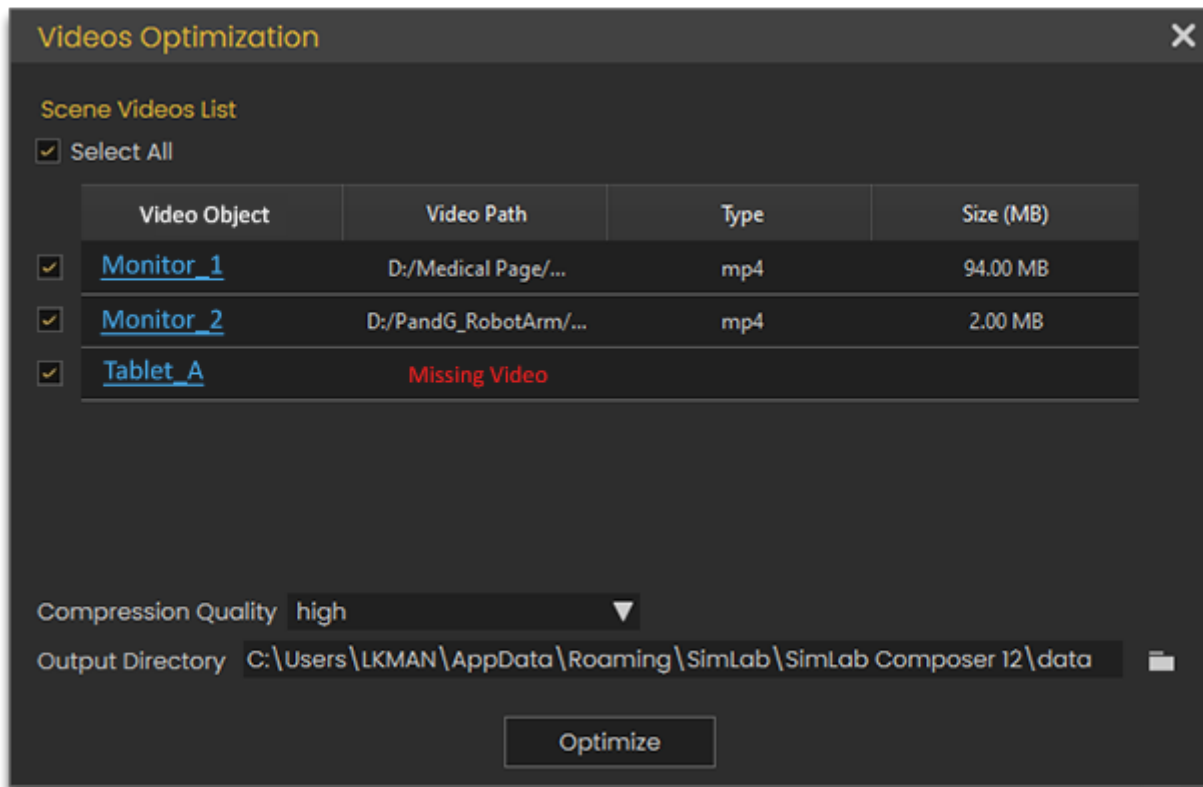 Videos Optimization
Scene Videos List
Select All
Video Object Video Path Type Size (MB)
Monitor_1 D:/Medical Page/... mp4 94.00 MB
Monitor_2 D:/PandG_RobotArm/... mp4 2.00 MB
Tablet_A Missing Video
Compression Quality high
Output Directory C:\Users\LKMAN\AppData\Roaming\SimLab\SimLab Composer 12\data
Optimize